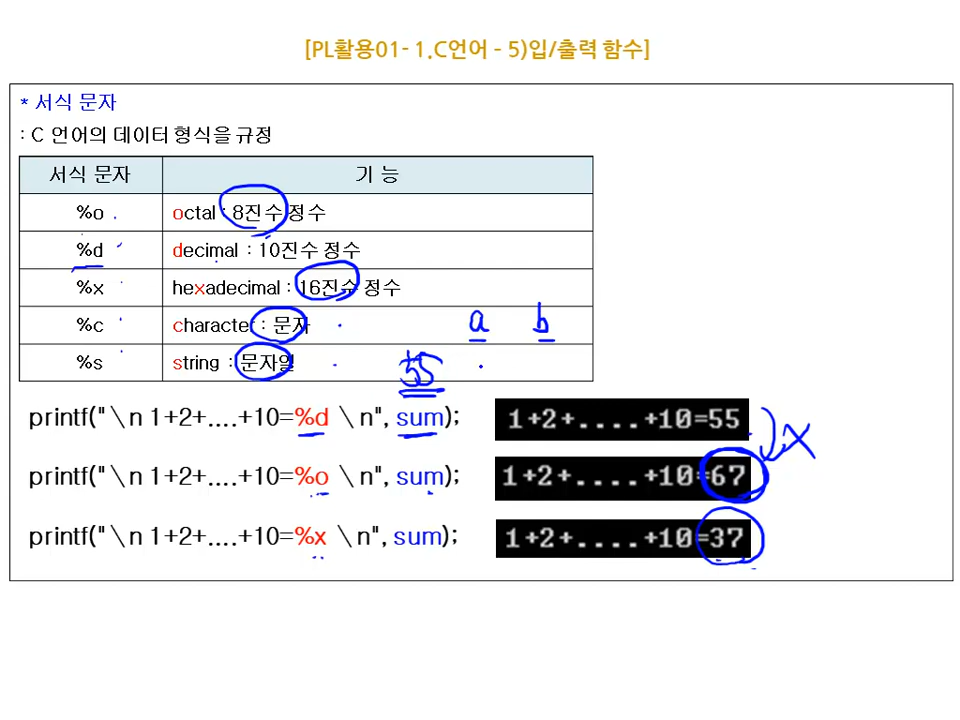 [PL활용01- 1.C언어 - 5)입/출력 함수]
* 서식 문자
: C 언어의 데이터 형식을 규정
서식 문자 기 능
%o octal : 8진수 정수
%d decimal : 10진수 정수
%x hexadecimal : 16진수 정수
%c character : 문자 a b
%s string : 문자열 55
printf("\n 1+2+....+10=%d \n", sum); 1+2+....+10=55
printf("\n 1+2+....+10=%o \n", sum); 1+2+....+10=67
printf("\n 1+2+....+10=%x \n", sum); 1+2+....+10=37